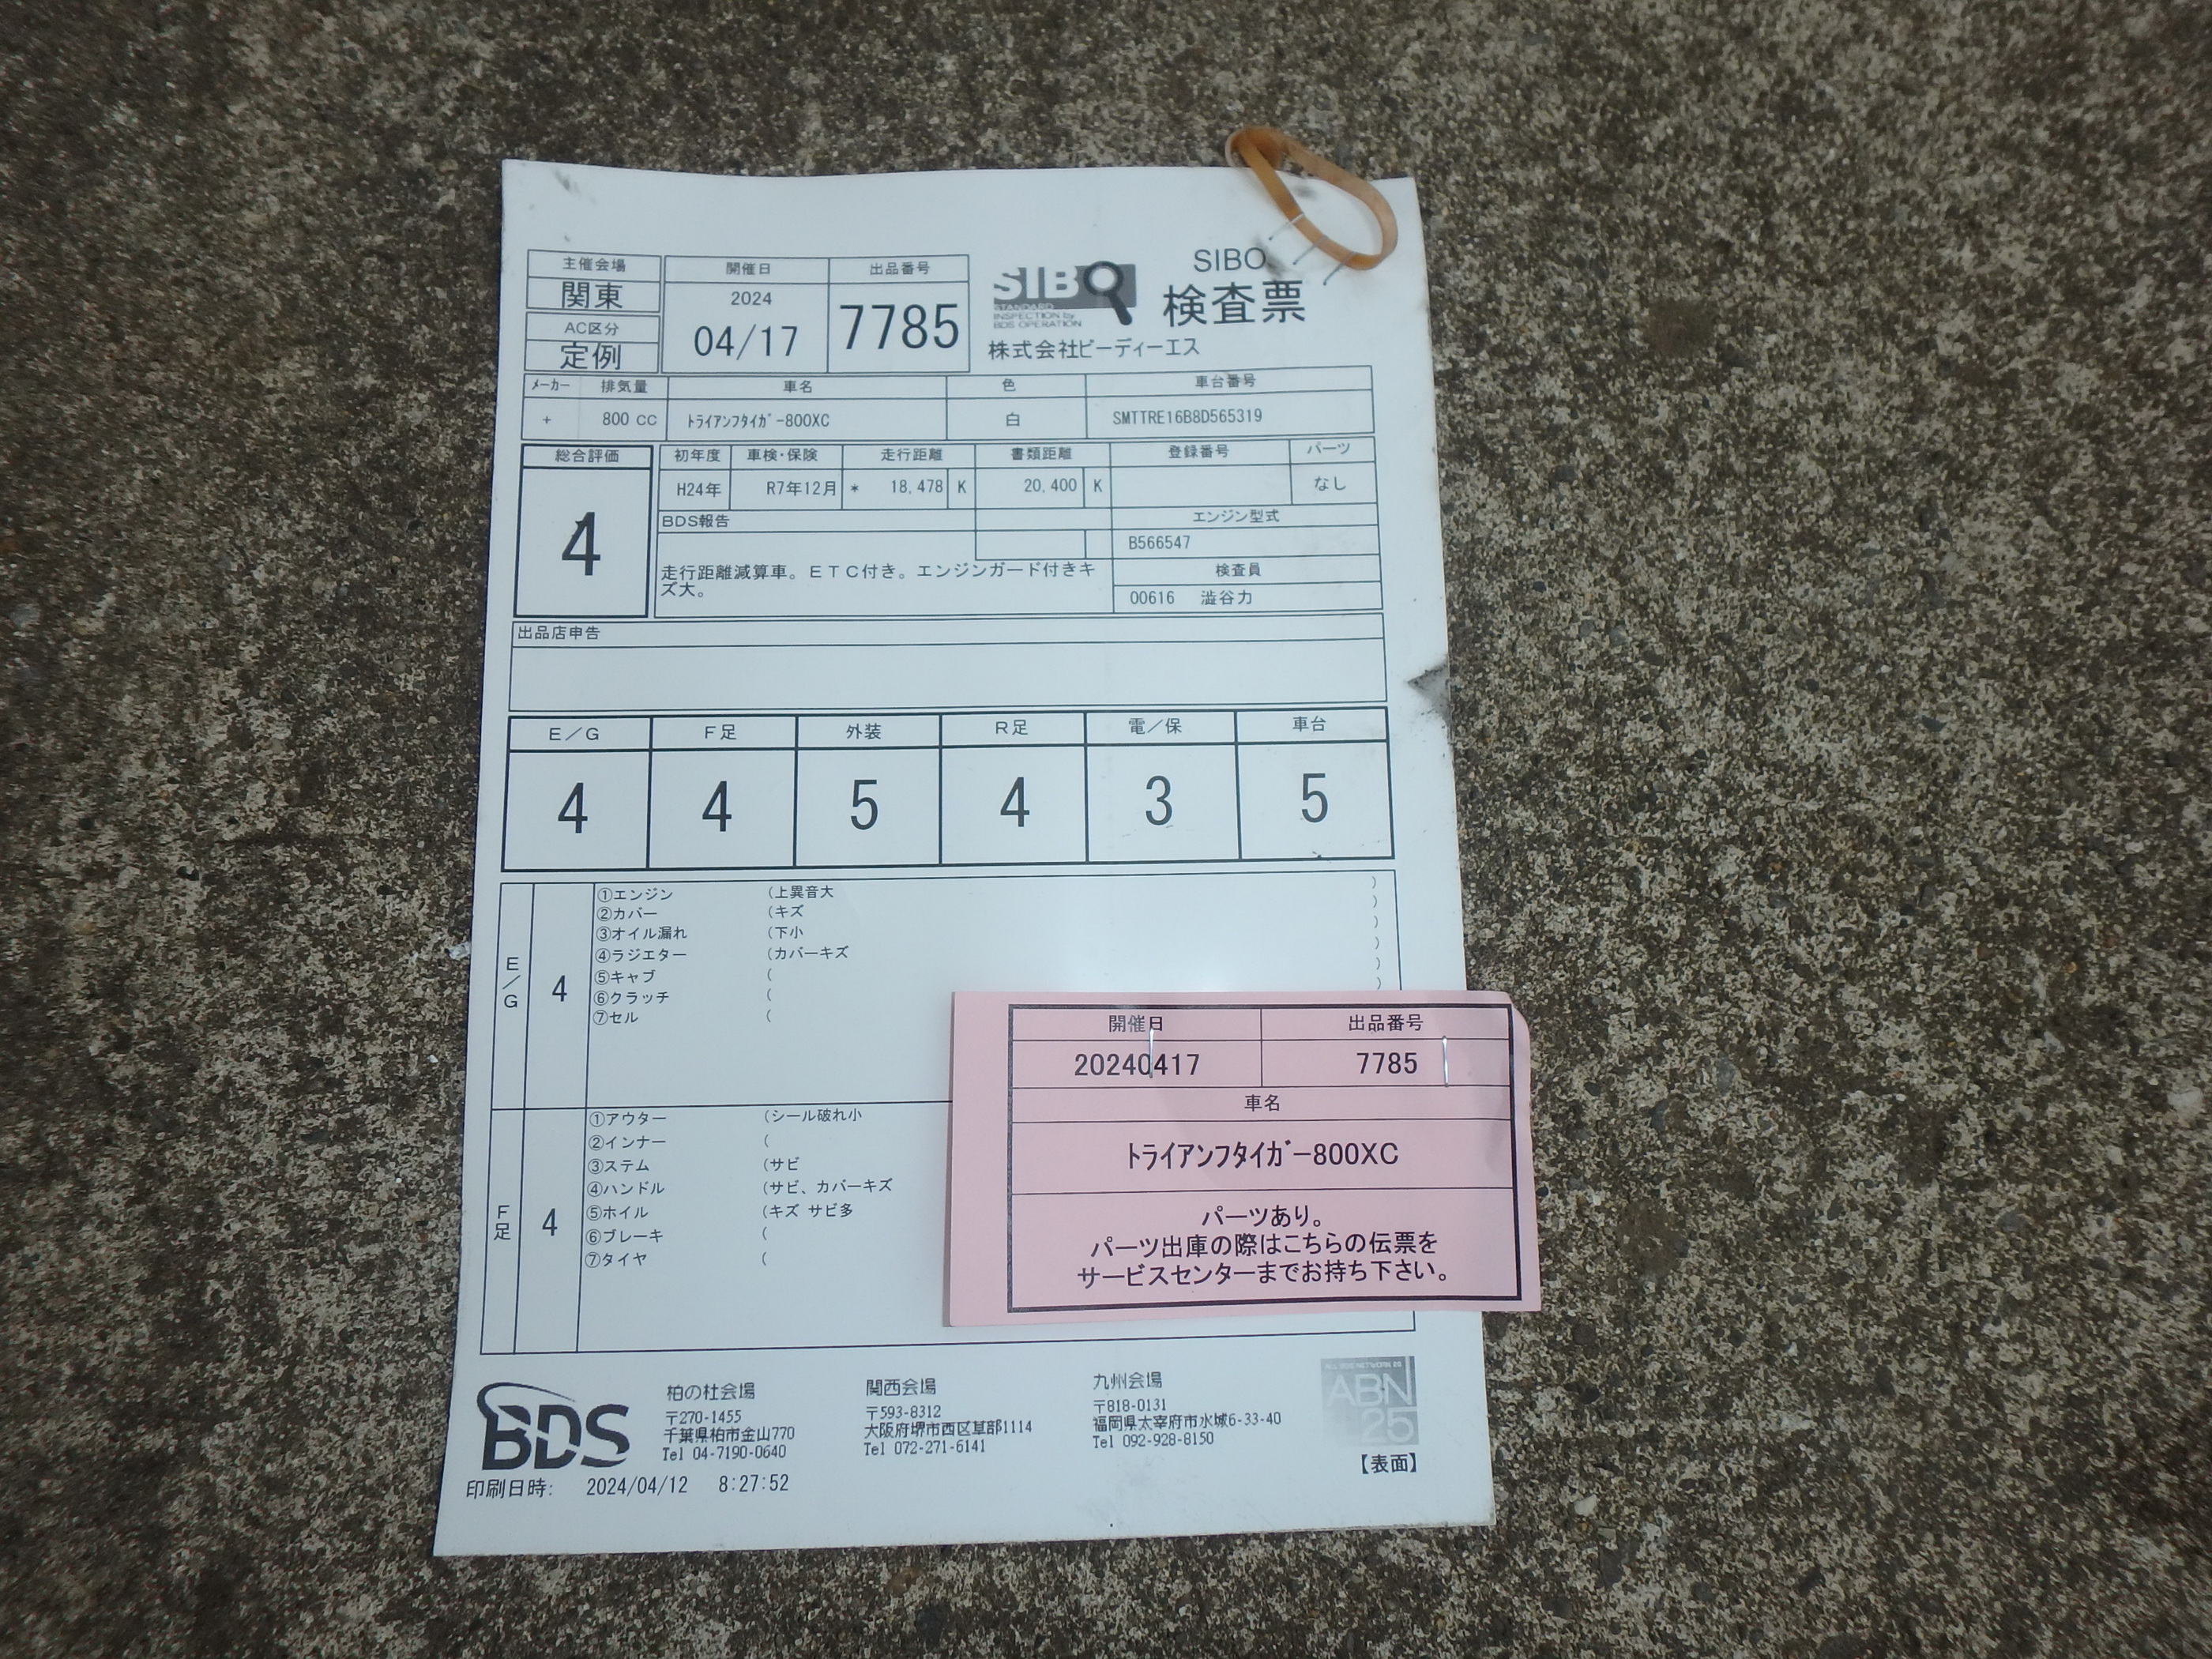 主催会場
関東
AC区分
定例
開催日
2024
04/17
出品番号
7785
SIBO
STANDARD
INSPECTION by
BDS OPERATION
SIBO
検査票
株式会社ビーディーエス
ﾒｰｶｰ 排気量 車名 色 車台番号
+ 800 CC ﾄﾗｲｱﾝﾌﾀｲｶﾞｰ800XC 白 SMTTRE16B8D565319
総合評価
4
初年度 車検・保険 走行距離 書類距離 登録番号 パーツ
H24年 R7年12月 * 18,478 K 20,400 K なし
BDS報告
走行距離減算車。ETC付き。エンジンガード付きキ
ズ大。
エンジン型式
B566547
検査員
00616 澁谷力
出品店申告
E/G F足 外装 R足 電/保 車台
4 4 5 4 3 5
E/G 4
①エンジン (上異音大 )
②カバー (キズ )
③オイル漏れ (下小 )
④ラジエター (カバーキズ )
⑤キャブ ( )
⑥クラッチ ( )
⑦セル (
F足 4
①アウター (シール破れ小
②インナー (
③ステム (サビ
④ハンドル (サビ、カバーキズ
⑤ホイル (キズ サビ多
⑥ブレーキ (
⑦タイヤ (
開催日 出品番号
20240417 7785
車名
ﾄﾗｲｱﾝﾌﾀｲｶﾞｰ800XC
パーツあり。
パーツ出庫の際はこちらの伝票を
サービスセンターまでお持ち下さい。
BDS
柏の杜会場
〒270-1455
千葉県柏市金山770
Tel 04-7190-0640
関西会場
〒593-8312
大阪府堺市西区草部1114
Tel 072-271-6141
九州会場
〒818-0131
福岡県太宰府市水城6-33-40
Tel 092-928-8150
ALL BDS NETWORK 25
ABN
25
【表面】
印刷日時: 2024/04/12 8:27:52